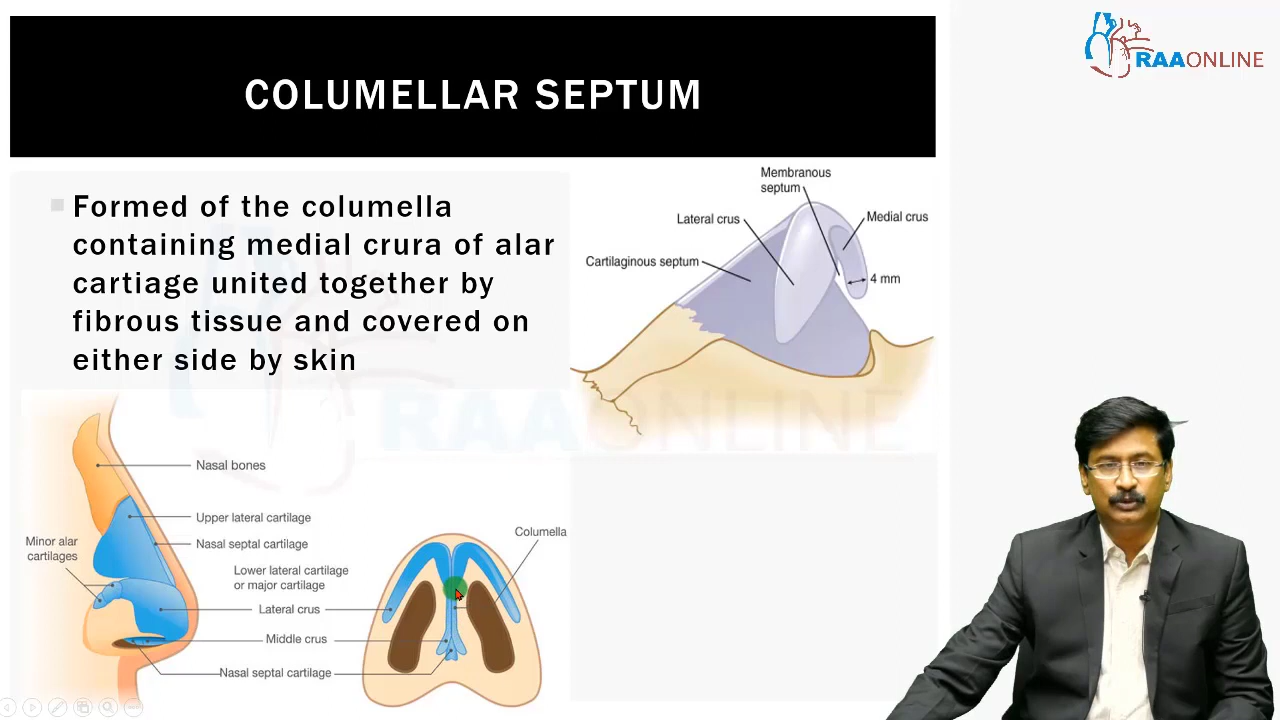 RAAONLINE
COLUMELLAR SEPTUM
Formed of the columella
containing medial crura of alar
cartiage united together by
fibrous tissue and covered on
either side by skin
Membranous
septum
Lateral crus
Medial crus
Cartilaginous septum
4 mm
RAAONLINE
Nasal bones
Upper lateral cartilage
Nasal septal cartilage
Minor alar
cartilages
Lower lateral cartilage
or major cartilage
Columella
Lateral crus
Middle crus
Nasal septal cartilage